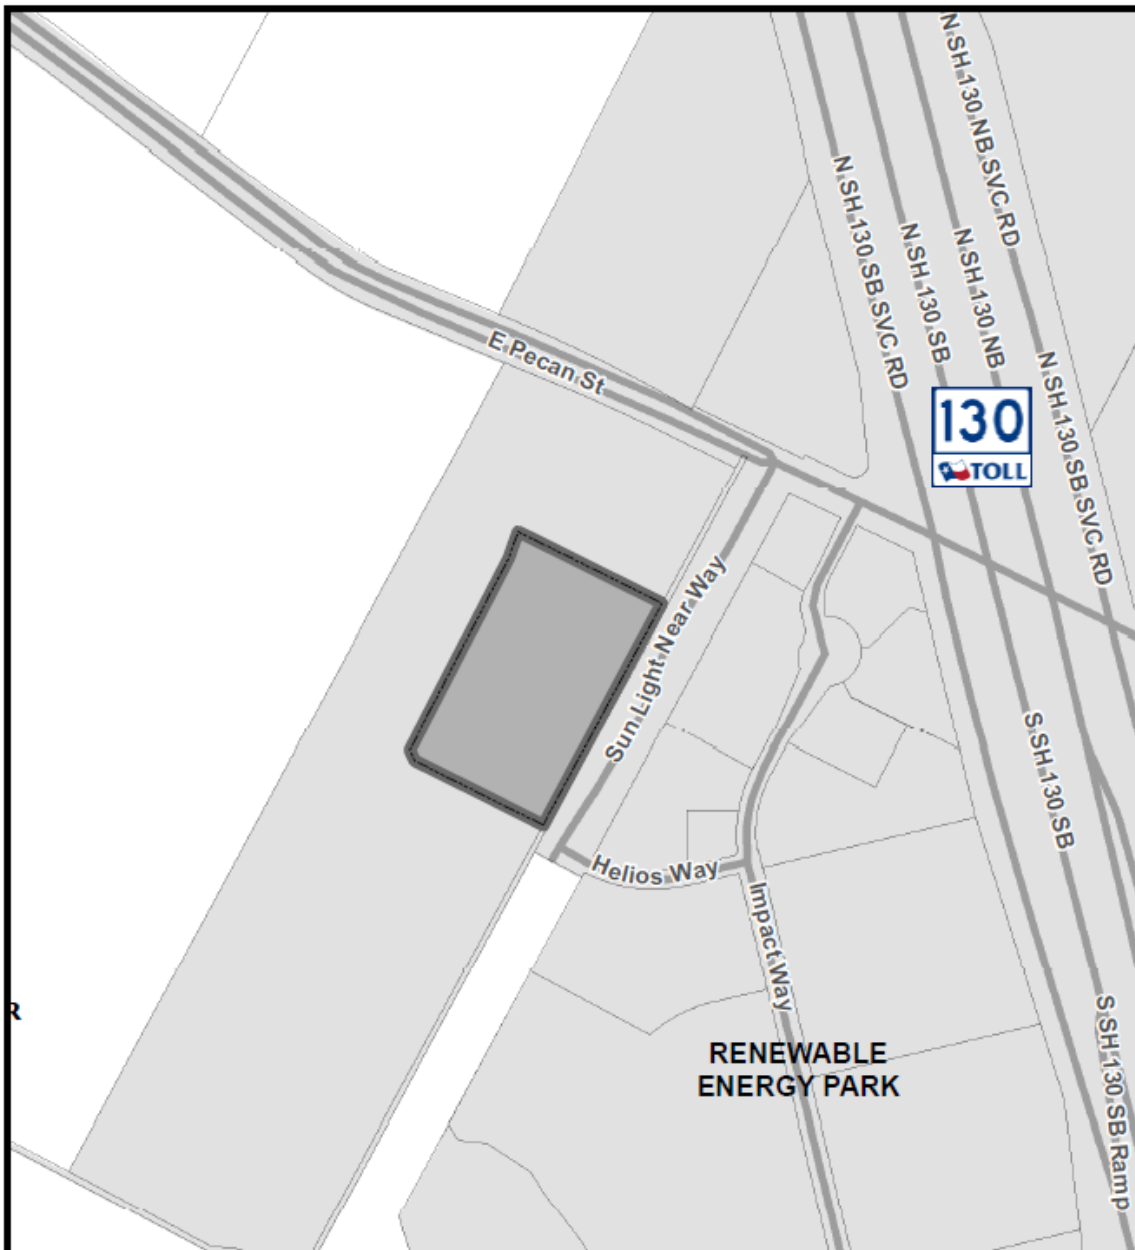 N SH 130 NB SVC RD
N SH 130 SB SVC RD
N SH 130 SB
N SH 130 NB
E Pecan St
N SH 130 SB SVC RD
130
TOLL
Sun Light Near Way
S SH 130 SB
Helios Way
Impact Way
R
S SH 130 SB Ramp
RENEWABLE
ENERGY PARK